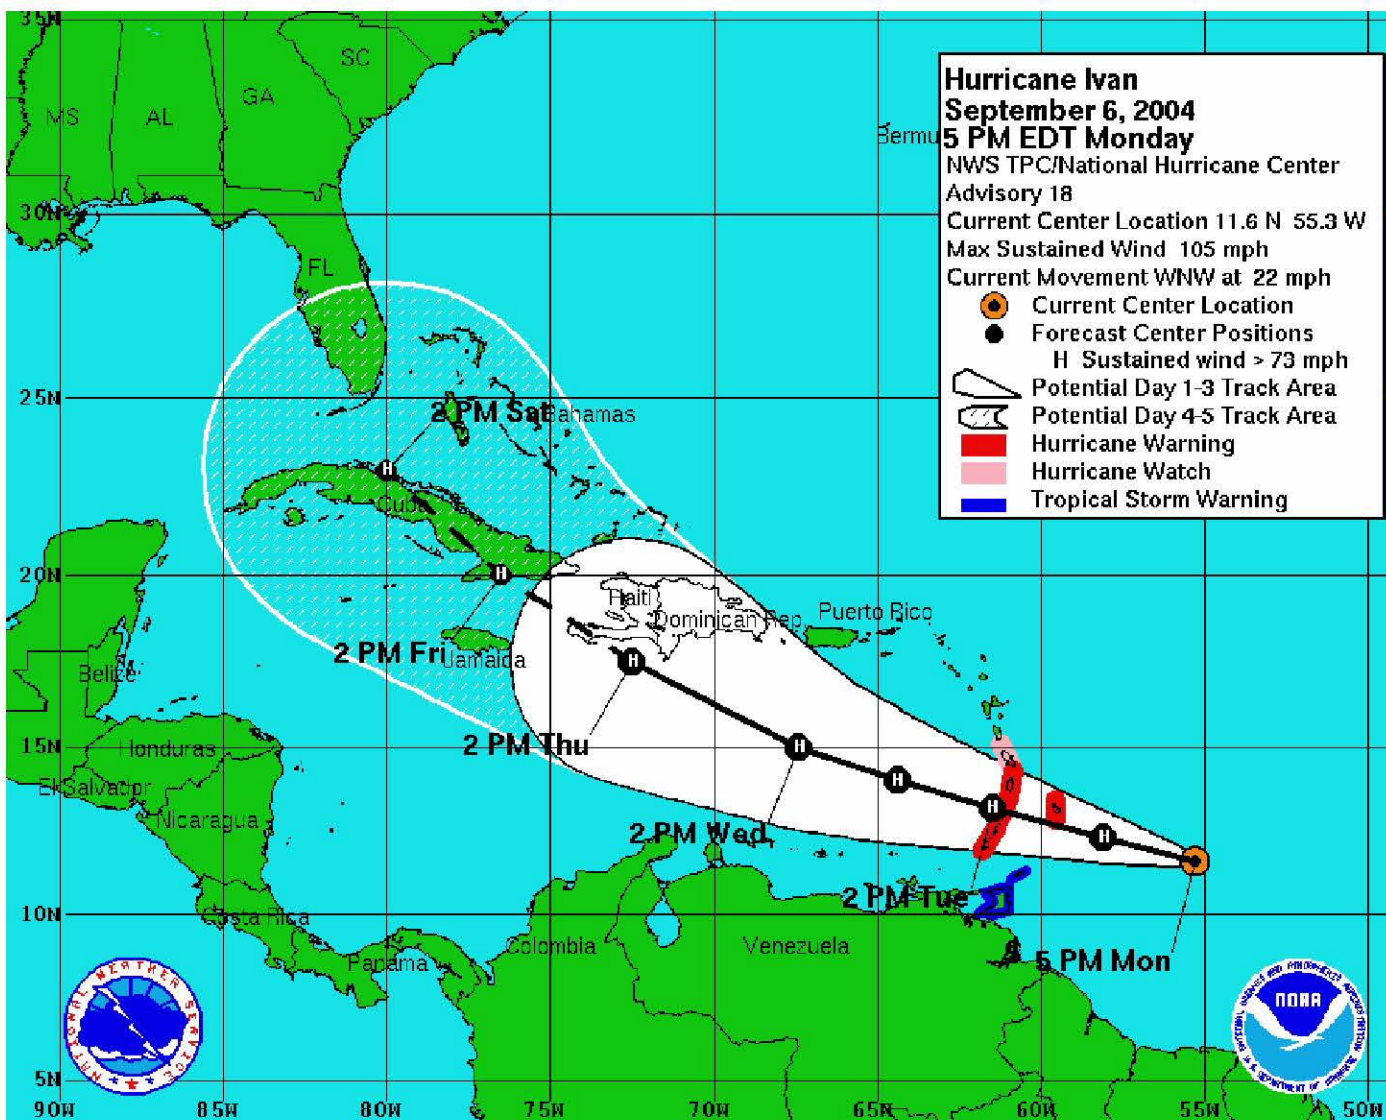 Hurricane Ivan
September 6, 2004
5 PM EDT Monday
NWS TPC/National Hurricane Center
Advisory 18
Current Center Location 11.6 N 55.3 W
Max Sustained Wind 105 mph
Current Movement WNW at 22 mph
Current Center Location
Forecast Center Positions
H Sustained wind > 73 mph
Potential Day 1-3 Track Area
Potential Day 4-5 Track Area
Hurricane Warning
Hurricane Watch
Tropical Storm Warning
35N
SC
GA
MS
AL
Bermu
30N
FL
25N
2 PM Sat
Bahamas
H
Cuba
20N
H
Haiti
Dominican Rep.
Puerto Rico
2 PM Fri
Jamaica
H
Belize
15N
Honduras
2 PM Thu
H
H
El Salvador
Nicaragua
H
2 PM Wed
H
10N
2 PM Tue
Costa Rica
Panama
Colombia
Venezuela
5 PM Mon
NATIONAL WEATHER SERVICE
NOAA
5N
90W
85W
80W
75W
70W
65W
60W
55W
50W